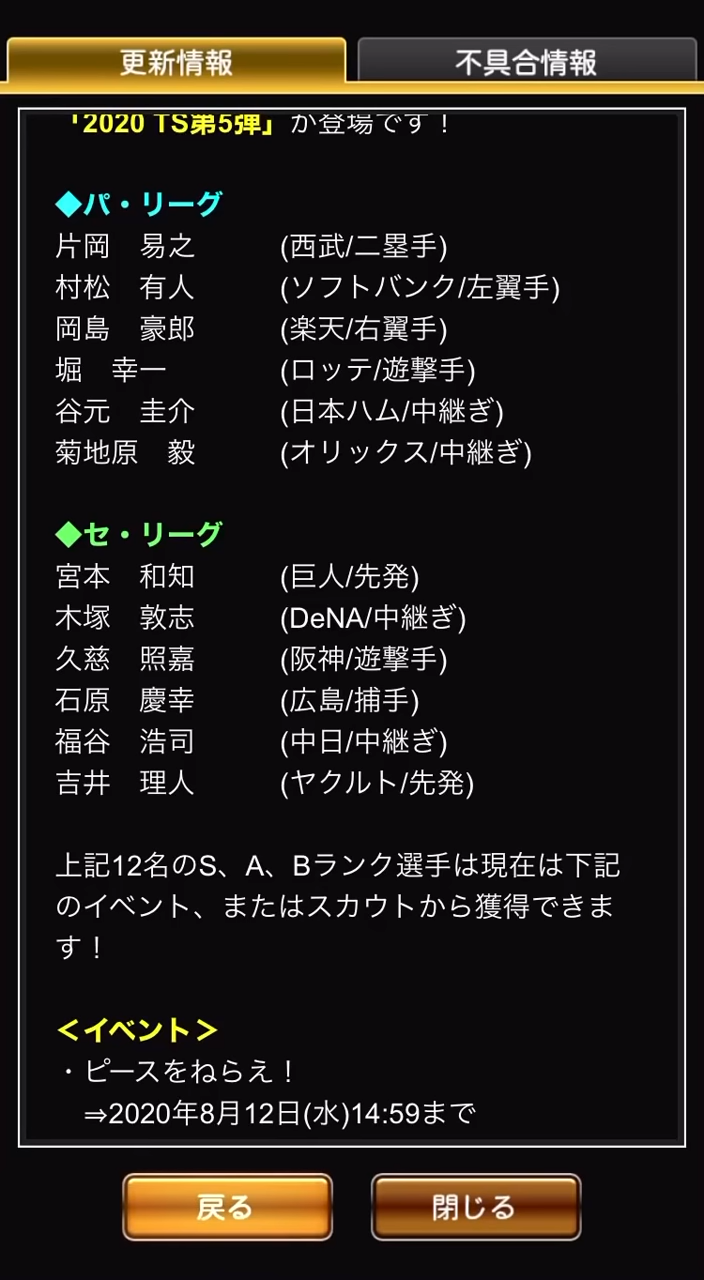 更新情報
不具合情報
「2020 TS第5弾」が登場です！
◆パ・リーグ
片岡　易之　(西武/二塁手)
村松　有人　(ソフトバンク/左翼手)
岡島　豪郎　(楽天/右翼手)
堀　幸一　(ロッテ/遊撃手)
谷元　圭介　(日本ハム/中継ぎ)
菊地原　毅　(オリックス/中継ぎ)
◆セ・リーグ
宮本　和知　(巨人/先発)
木塚　敦志　(DeNA/中継ぎ)
久慈　照嘉　(阪神/遊撃手)
石原　慶幸　(広島/捕手)
福谷　浩司　(中日/中継ぎ)
吉井　理人　(ヤクルト/先発)
上記12名のS、A、Bランク選手は現在は下記
のイベント、またはスカウトから獲得できま
す！
＜イベント＞
・ピースをねらえ！
⇒2020年8月12日(水)14:59まで
戻る
閉じる